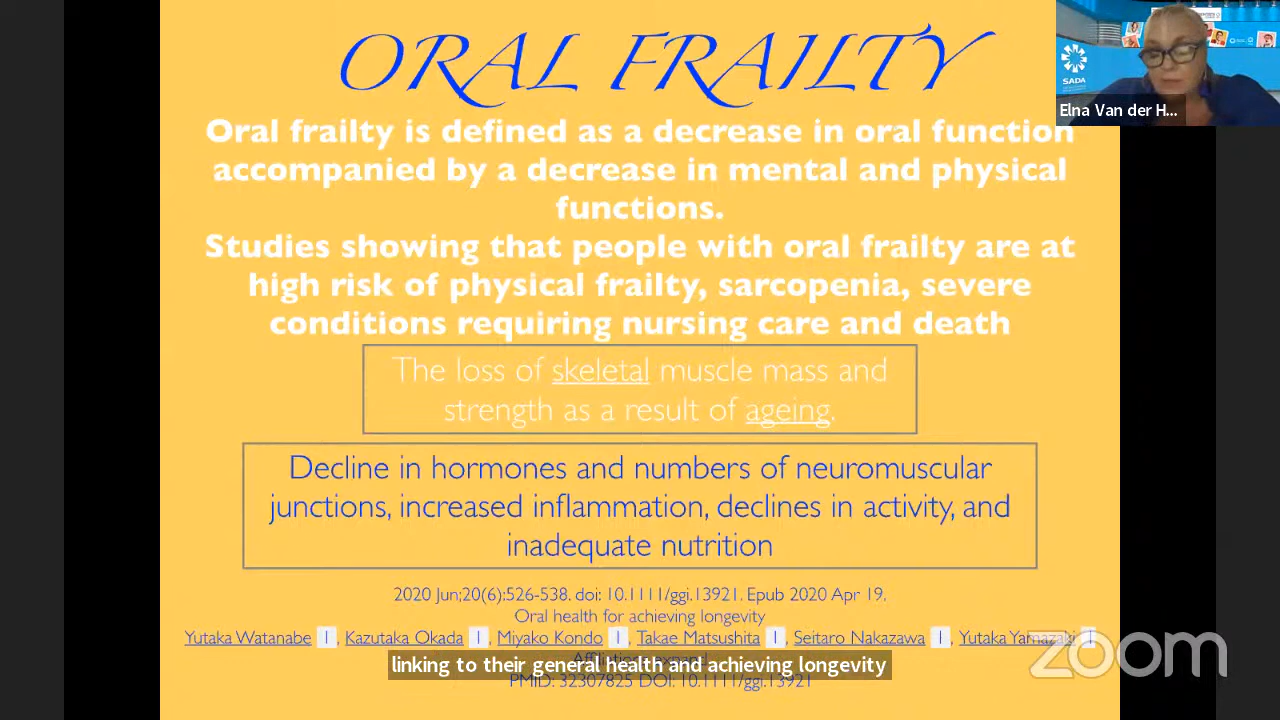 ORAL FRAILTY
SADA
Elna Van der H...
Oral frailty is defined as a decrease in oral function
accompanied by a decrease in mental and physical
functions.
Studies showing that people with oral frailty are at
high risk of physical frailty, sarcopenia, severe
conditions requiring nursing care and death
The loss of skeletal muscle mass and
strength as a result of ageing.
Decline in hormones and numbers of neuromuscular
junctions, increased inflammation, declines in activity, and
inadequate nutrition
2020 Jun;20(6):526-538. doi: 10.1111/ggi.13921. Epub 2020 Apr 19.
Oral health for achieving longevity
Yutaka Watanabe 1, Kazutaka Okada 1, Miyako Kondo 1, Takae Matsushita 1, Seitaro Nakazawa 1, Yutaka Yamazaki 1
Affiliations expand
linking to their general health and achieving longevity
PMID: 32307825 DOI: 10.1111/ggi.13921
zoom